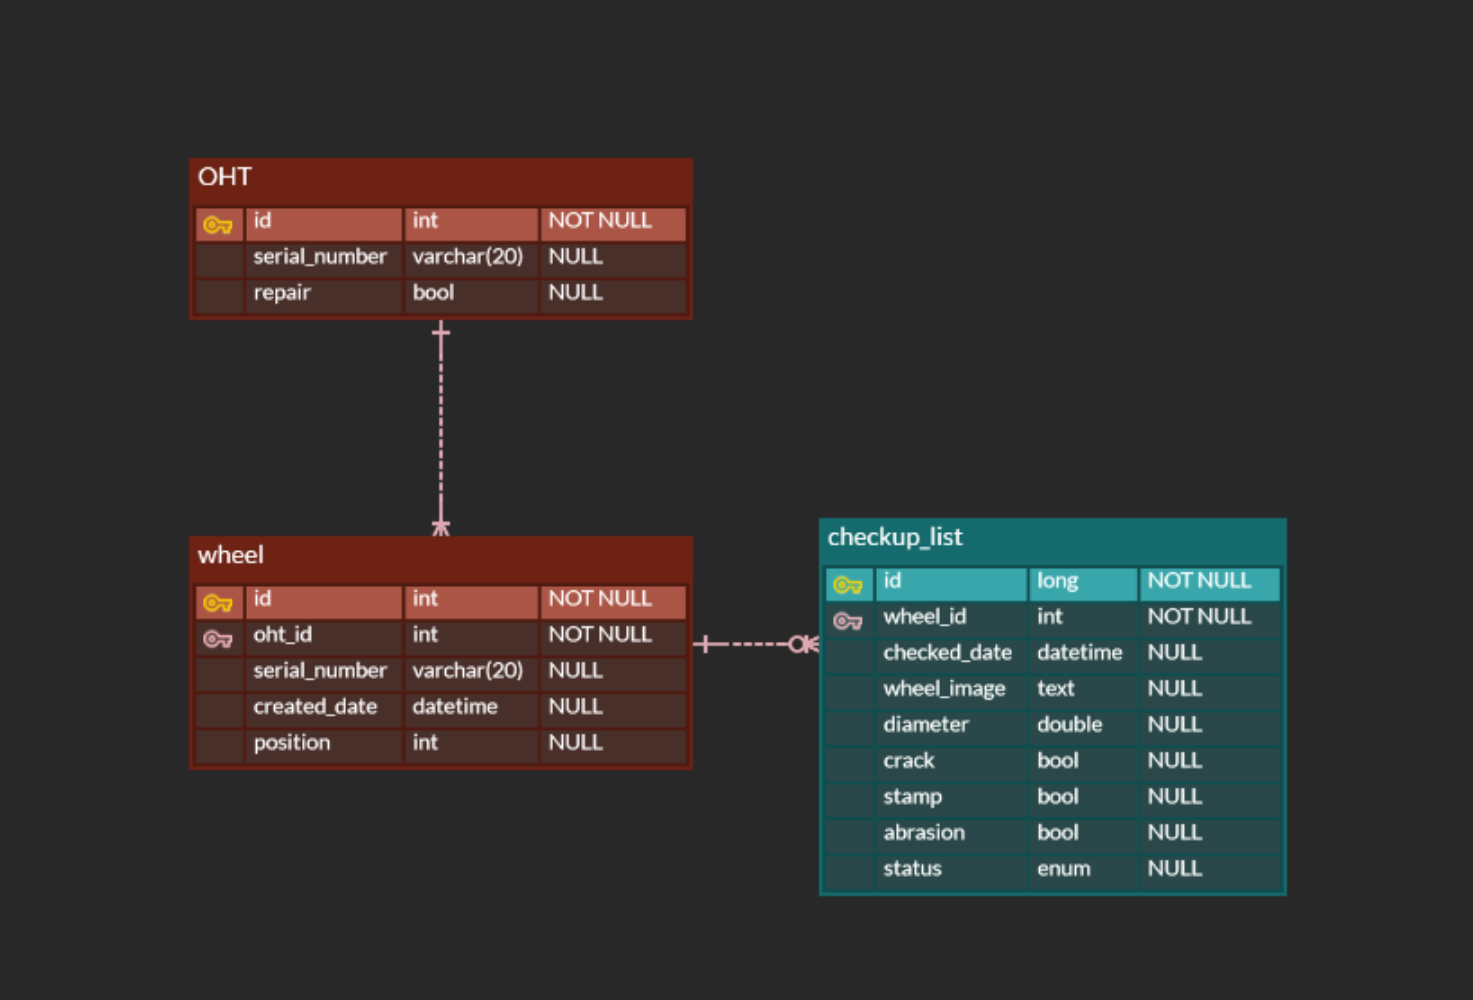 OHT
id int NOT NULL
serial_number varchar(20) NULL
repair bool NULL
wheel
id int NOT NULL
oht_id int NOT NULL
serial_number varchar(20) NULL
created_date datetime NULL
position int NULL
checkup_list
id long NOT NULL
wheel_id int NOT NULL
checked_date datetime NULL
wheel_image text NULL
diameter double NULL
crack bool NULL
stamp bool NULL
abrasion bool NULL
status enum NULL